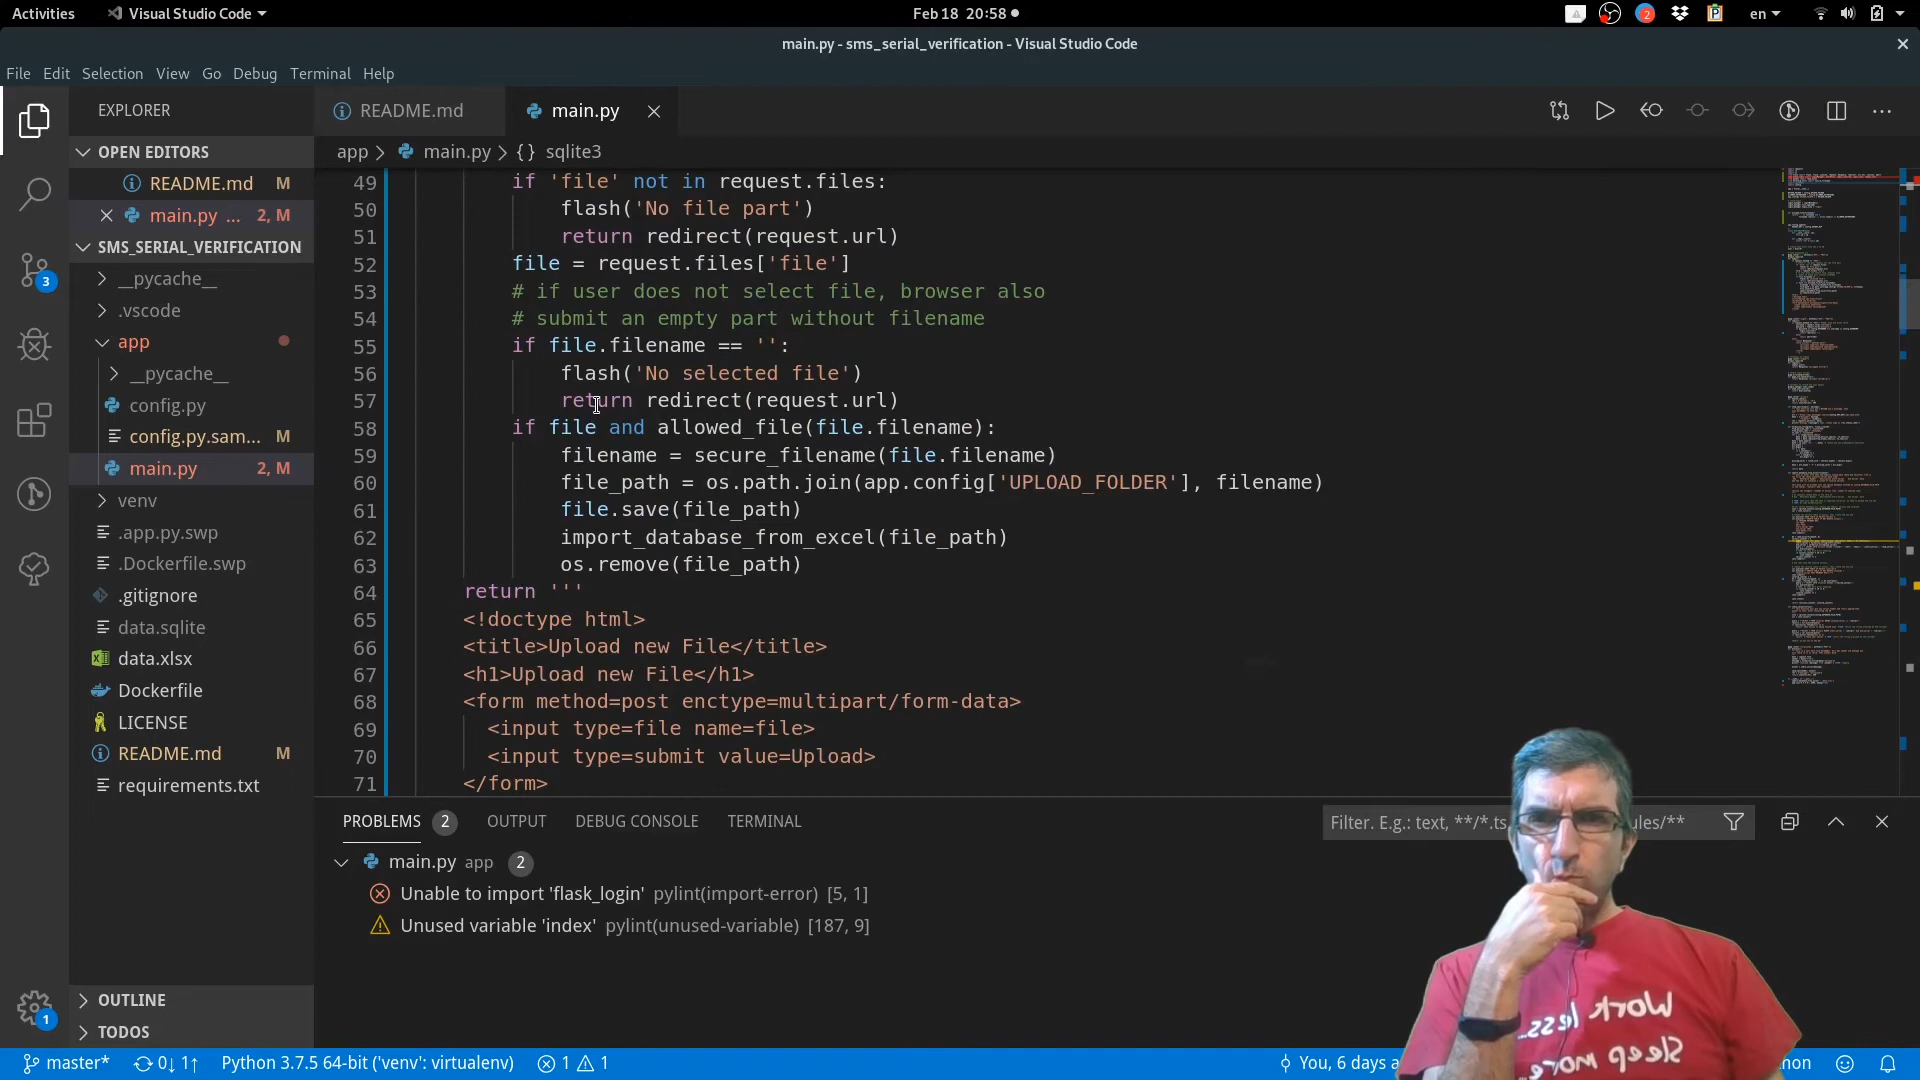 Activities
Visual Studio Code
Feb 18 20:58
2
en
main.py - sms_serial_verification - Visual Studio Code
File Edit Selection View Go Debug Terminal Help
EXPLORER
README.md
main.py
OPEN EDITORS
README.md M
main.py ... 2, M
SMS_SERIAL_VERIFICATION
__pycache__
.vscode
app
__pycache__
config.py
config.py.sam... M
main.py 2, M
venv
.app.py.swp
.Dockerfile.swp
.gitignore
data.sqlite
data.xlsx
Dockerfile
LICENSE
README.md M
requirements.txt
OUTLINE
TODOS
3
1
app > main.py > {} sqlite3
49 if 'file' not in request.files:
50 flash('No file part')
51 return redirect(request.url)
52 file = request.files['file']
53 # if user does not select file, browser also
54 # submit an empty part without filename
55 if file.filename == '':
56 flash('No selected file')
57 return redirect(request.url)
58 if file and allowed_file(file.filename):
59 filename = secure_filename(file.filename)
60 file_path = os.path.join(app.config['UPLOAD_FOLDER'], filename)
61 file.save(file_path)
62 import_database_from_excel(file_path)
63 os.remove(file_path)
64 return '''
65 <!doctype html>
66 <title>Upload new File</title>
67 <h1>Upload new File</h1>
68 <form method=post enctype=multipart/form-data>
69 <input type=file name=file>
70 <input type=submit value=Upload>
71 </form>
PROBLEMS 2 OUTPUT DEBUG CONSOLE TERMINAL
Filter. E.g.: text, **/*.ts, ules/**
main.py app 2
Unable to import 'flask_login' pylint(import-error) [5, 1]
Unused variable 'index' pylint(unused-variable) [187, 9]
Work less...
Sleep more
master* 0↓ 1↑ Python 3.7.5 64-bit ('venv': virtualenv) 1 1
You, 6 days a
hon